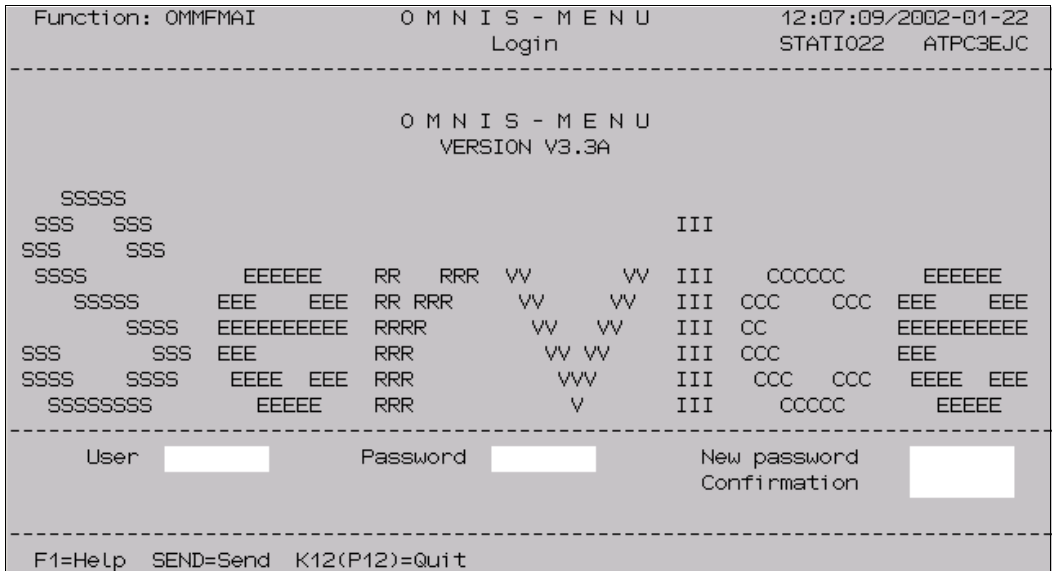 Function: OMMFMAI O M N I S - M E N U 12:07:09/2002-01-22
Login STATIO22 ATPC3EJC
O M N I S - M E N U
VERSION V3.3A
SSSSS
SSS SSS III
SSS SSS
SSSS EEEEEE RR RRR VV VV III CCCCCC EEEEEE
SSSSS EEE EEE RR RRR VV VV III CCC CCC EEE EEE
SSSS EEEEEEEEEE RRRR VV VV III CC EEEEEEEEEE
SSS SSS EEE RRR VV VV III CCC EEE
SSSS SSSS EEEE EEE RRR VVV III CCC CCC EEEE EEE
SSSSSSSS EEEEE RRR V III CCCCC EEEEE
User Password New password
Confirmation
F1=Help SEND=Send K12(P12)=Quit